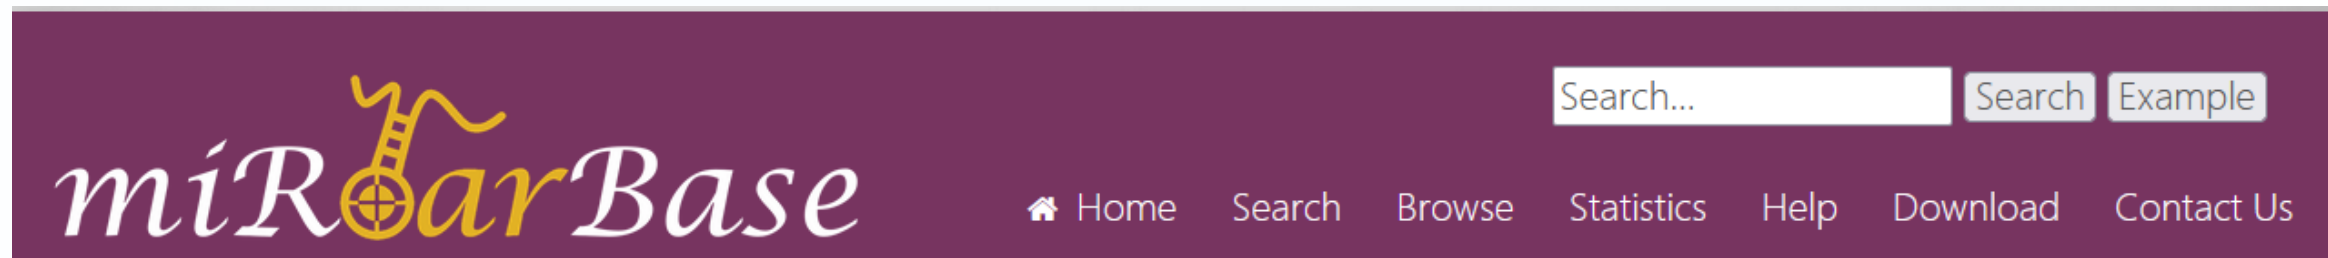 Search... Search Example
miRTarBase
Home Search Browse Statistics Help Download Contact Us